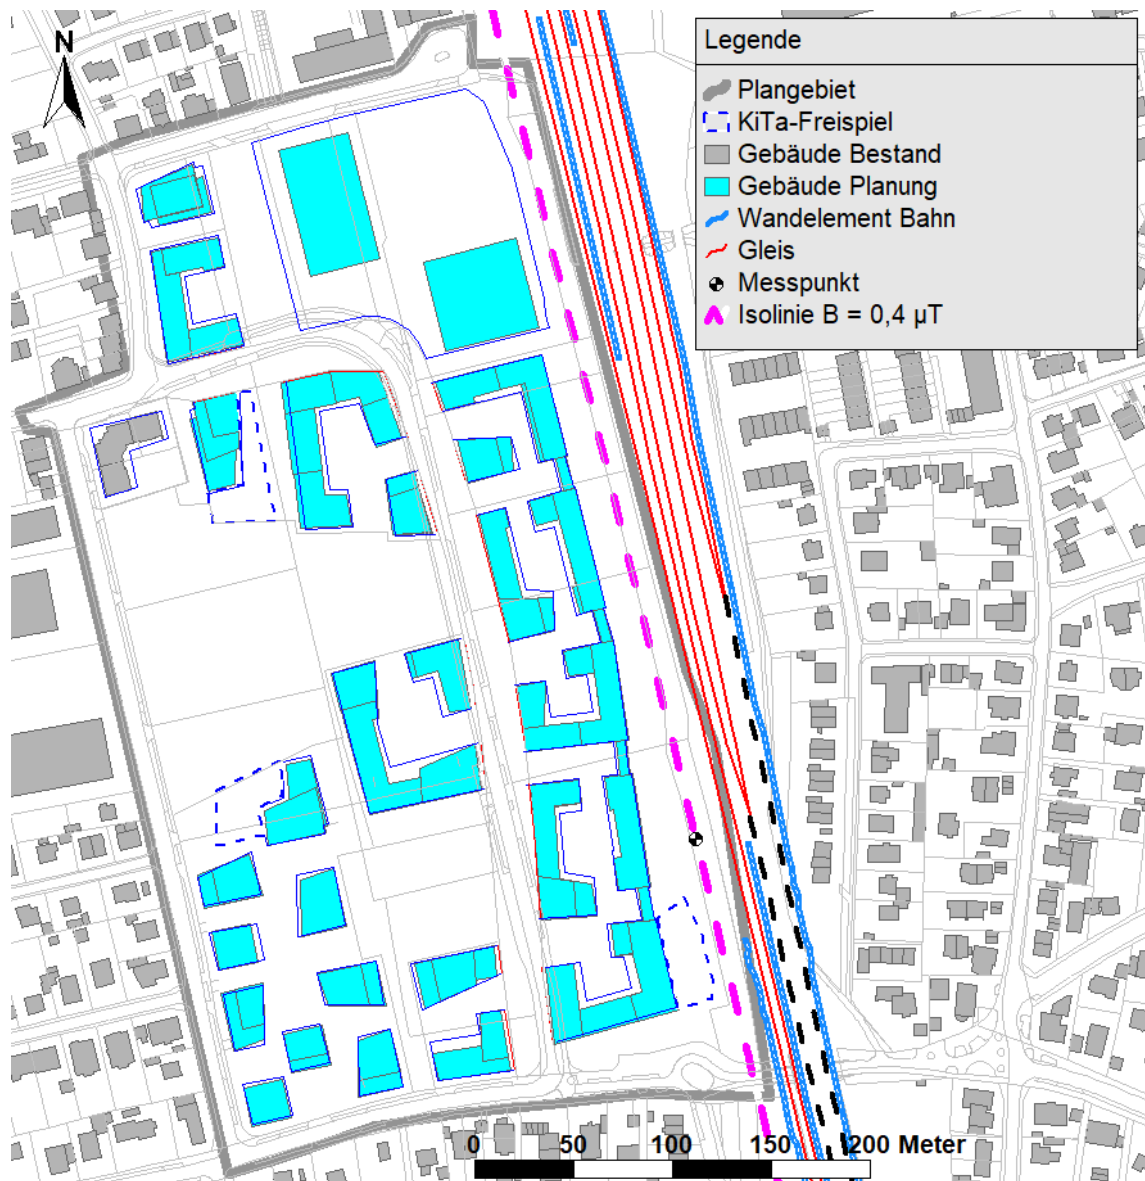 N
Legende
Plangebiet
KiTa-Freispiel
Gebäude Bestand
Gebäude Planung
Wandelement Bahn
Gleis
Messpunkt
Isolinie B = 0,4 µT
0 50 100 150 200 Meter